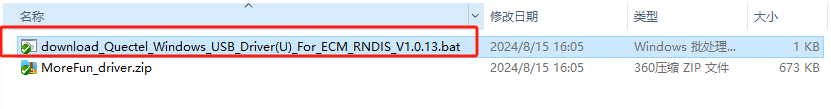 名称 修改日期 类型 大小
download_Quectel_Windows_USB_Driver(U)_For_ECM_RNDIS_V1.0.13.bat 2024/8/15 16:05 Windows 批处理... 1 KB
MoreFun_driver.zip 2024/8/15 16:05 360压缩 ZIP 文件 673 KB